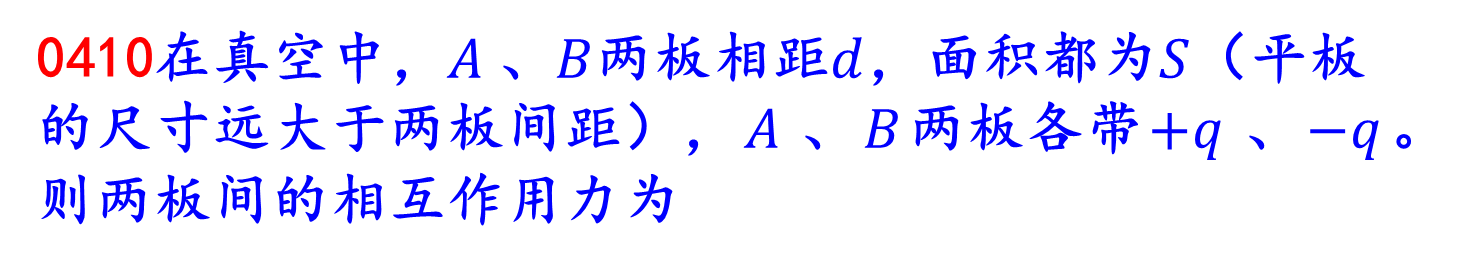 0410在真空中，A 、B两板相距d，面积都为S（平板
的尺寸远大于两板间距），A 、B 两板各带+q 、−q 。
则两板间的相互作用力为